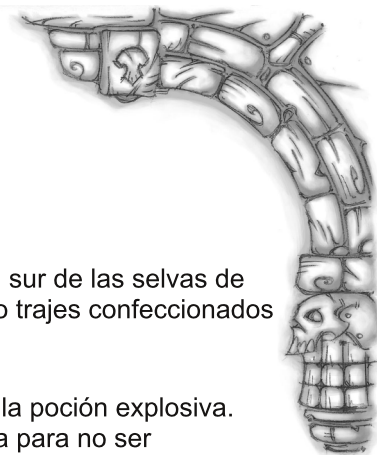 sur de las selvas de
trajes confeccionados
la poción explosiva.
para no ser